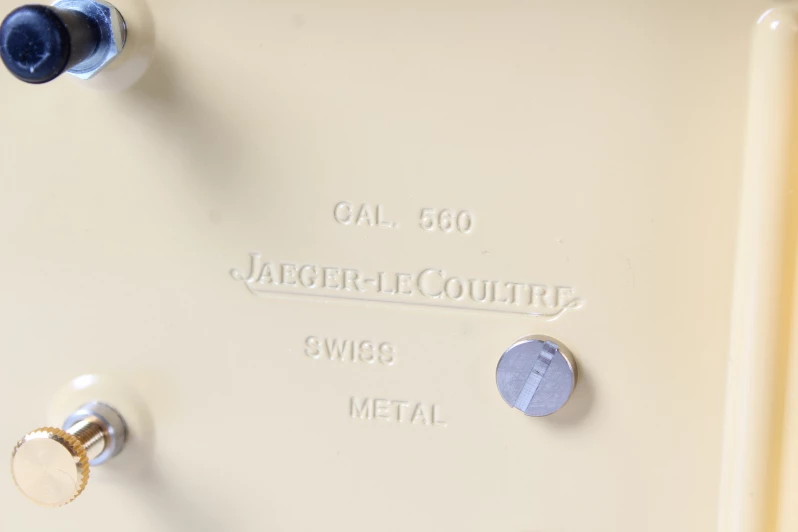 CAL. 560
JAEGER-LECOULTRE
SWISS
METAL